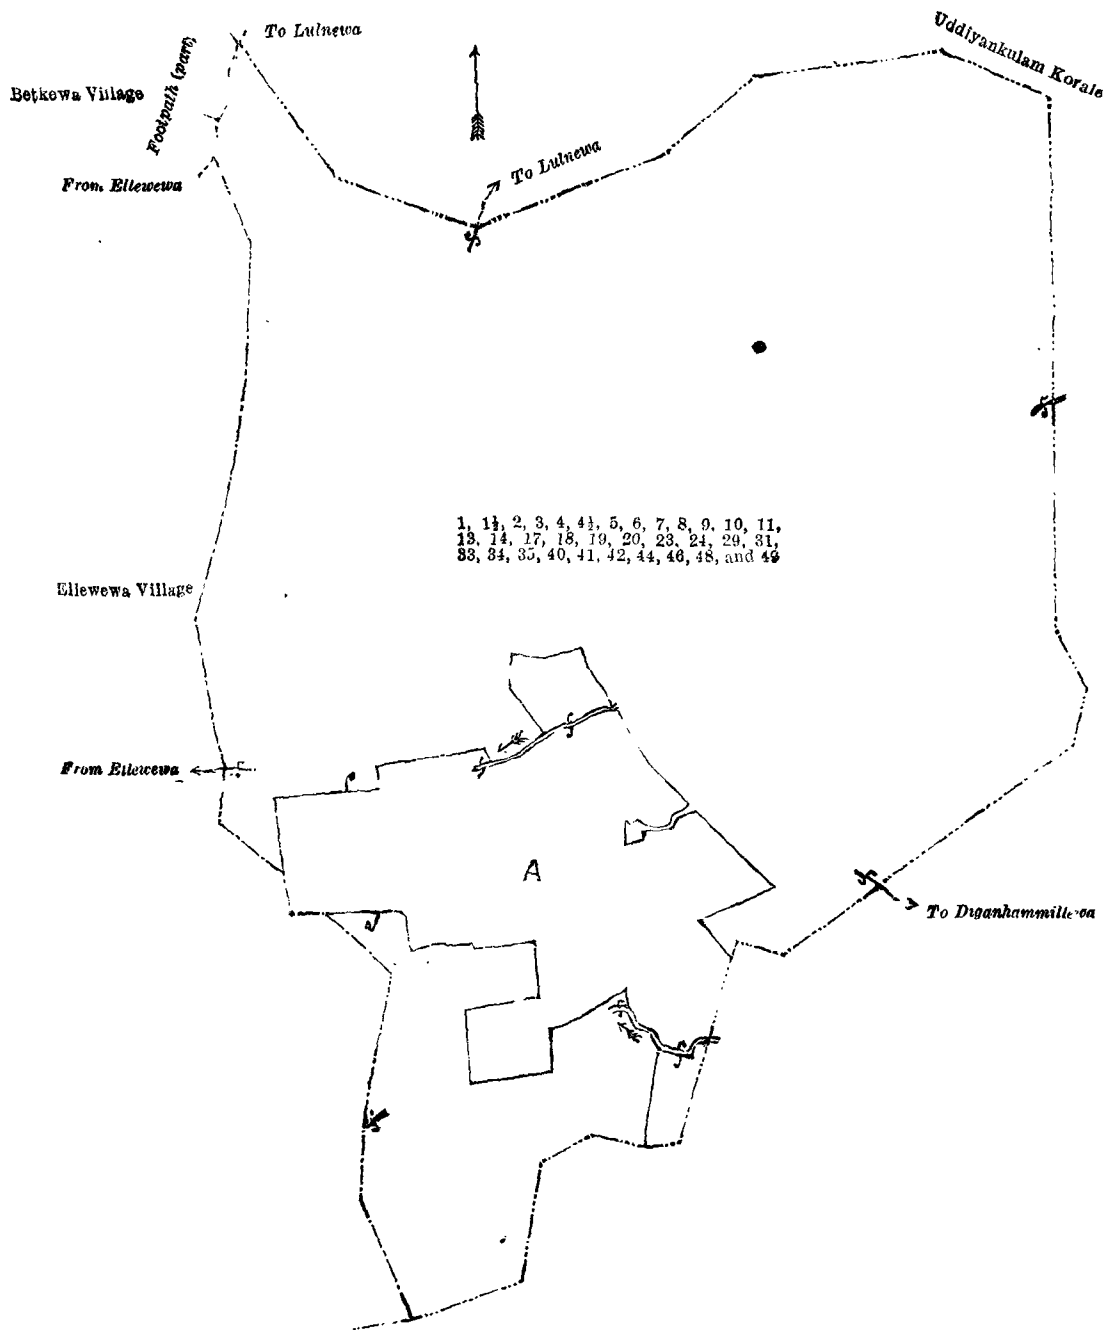 To Lulnewa
Uddiyankulam Korale
Betkewa Village
Footpath (part)
To Lulnewa
From Ellewewa
1, 1½, 2, 3, 4, 4½, 5, 6, 7, 8, 9, 10, 11,
13, 14, 17, 18, 19, 20, 23, 24, 29, 31,
33, 34, 35, 40, 41, 42, 44, 46, 48, and 49
Ellewewa Village
From Ellewewa
A
To Diganhammillewa